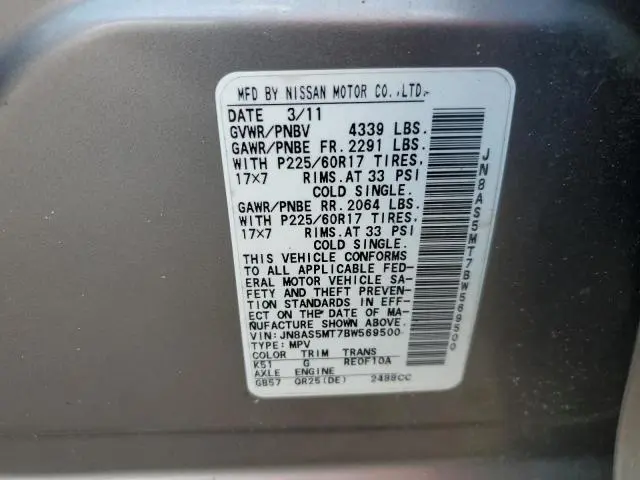 MFD BY NISSAN MOTOR CO.,LTD.
DATE 3/11
GVWR/PNBV 4339 LBS.
GAWR/PNBE FR. 2291 LBS.
WITH P225/60R17 TIRES,
17×7 RIMS.AT 33 PSI
COLD SINGLE.
GAWR/PNBE RR. 2064 LBS.
WITH P225/60R17 TIRES,
17×7 RIMS.AT 33 PSI
COLD SINGLE.
THIS VEHICLE CONFORMS
TO ALL APPLICABLE FED-
ERAL MOTOR VEHICLE SA-
FETY AND THEFT PREVEN-
TION STANDARDS IN EFF-
ECT ON THE DATE OF MA-
NUFACTURE SHOWN ABOVE.
VIN:JN8AS5MT7BW569500
TYPE:MPV
COLOR TRIM TRANS
K51 G RE0F10A
AXLE ENGINE
GB57 QR25(DE) 2488CC
JN8AS5MT7BW569500